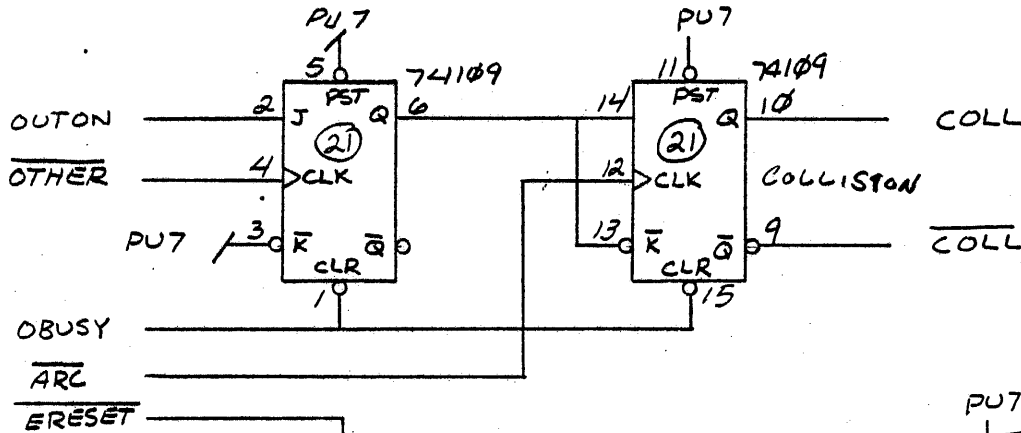 PU7
PU7
5
74109
11
74109
PST
PST
OUTON
2
J
Q
6
14
Q
10
COLL
21
21
OTHER
4
CLK
12
CLK
COLLISION
PU7
3
K
Q
13
K
Q
9
COLL
CLR
CLR
1
15
OBUSY
ARC
ERESET
PU7